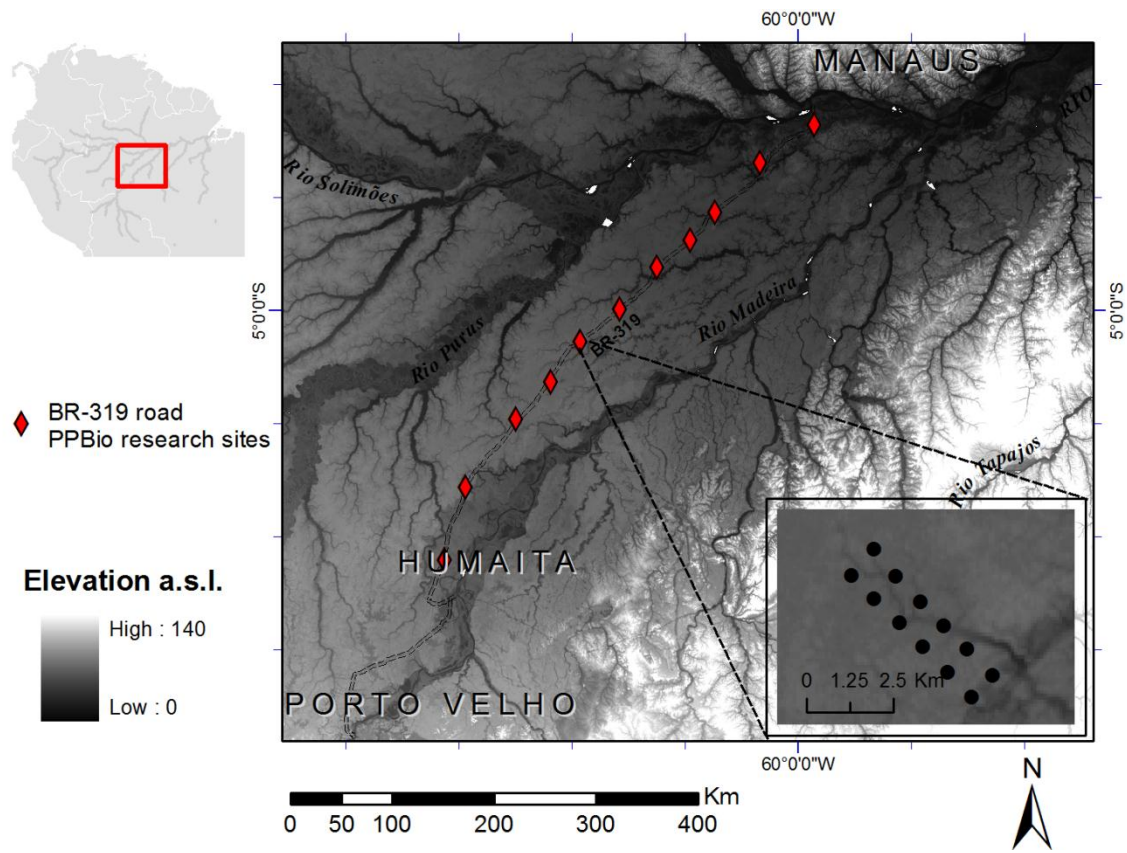 60°0'0"W
MANAUS
RIO
Rio Solimões
5°0'0"S
5°0'0"S
Rio Madeira
BR-319
Rio Purus
BR-319 road
PPBio research sites
Rio Tapajos
HUMAITA
Elevation a.s.l.
High : 140
Low : 0
0 1.25 2.5 Km
PORTO VELHO
60°0'0"W
N
Km
0 50 100 200 300 400